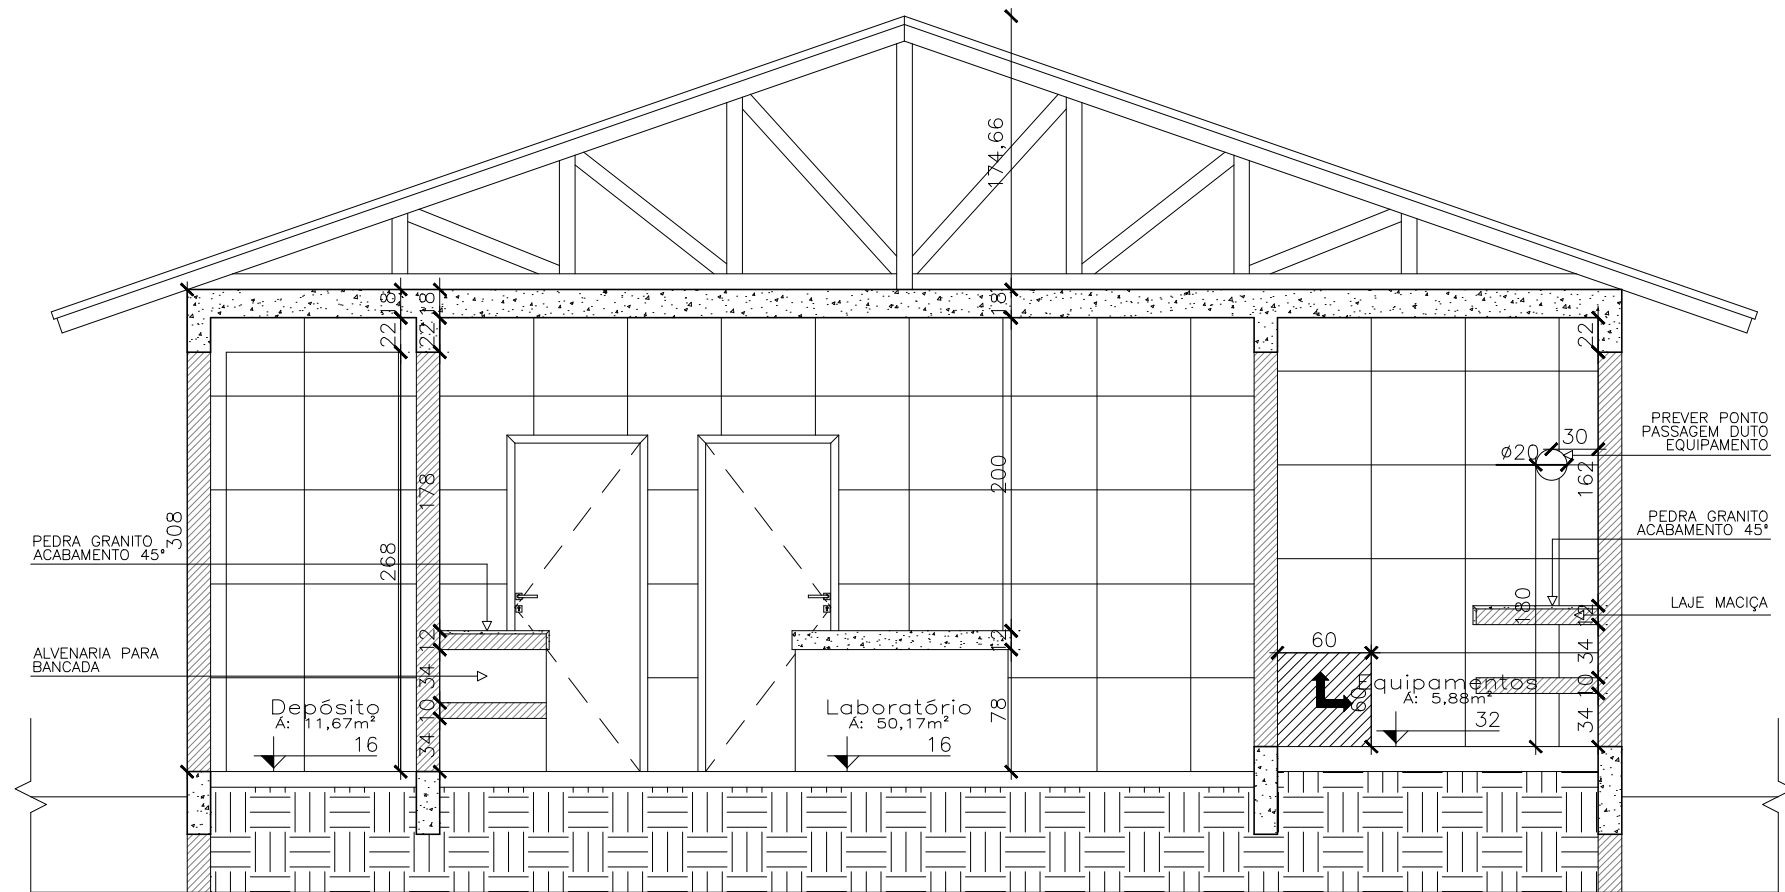 174,66
18
18
18
22
22
22
PREVER PONTO
PASSAGEM DUTO
EQUIPAMENTO
30
ø20
162
200
178
308
268
PEDRA GRANITO
ACABAMENTO 45°
PEDRA GRANITO
ACABAMENTO 45°
LAJE MACIÇA
180
12
12
12
60
60
34
34
10
10
34
34
78
ALVENARIA PARA
BANCADA
Depósito
Á: 11,67m²
16
Laboratório
Á: 50,17m²
16
Equipamentos
Á: 5,88m²
32